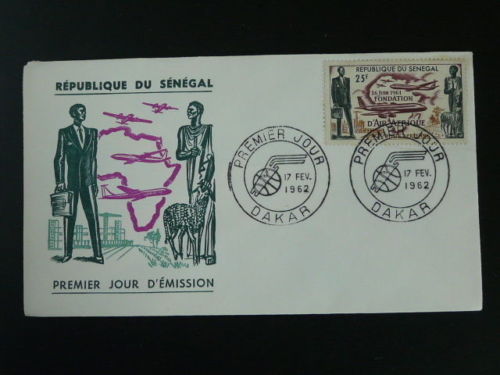 RÉPUBLIQUE DU SÉNÉGAL
PREMIER JOUR D'ÉMISSION
RÉPUBLIQUE DU SÉNÉGAL
25F
28 JUIN 1961
FONDATION
D'AIR AFRIQUE
PREMIER JOUR
17 FEV.
1962
DAKAR
PREMIER JOUR
17 FEV.
1962
DAKAR